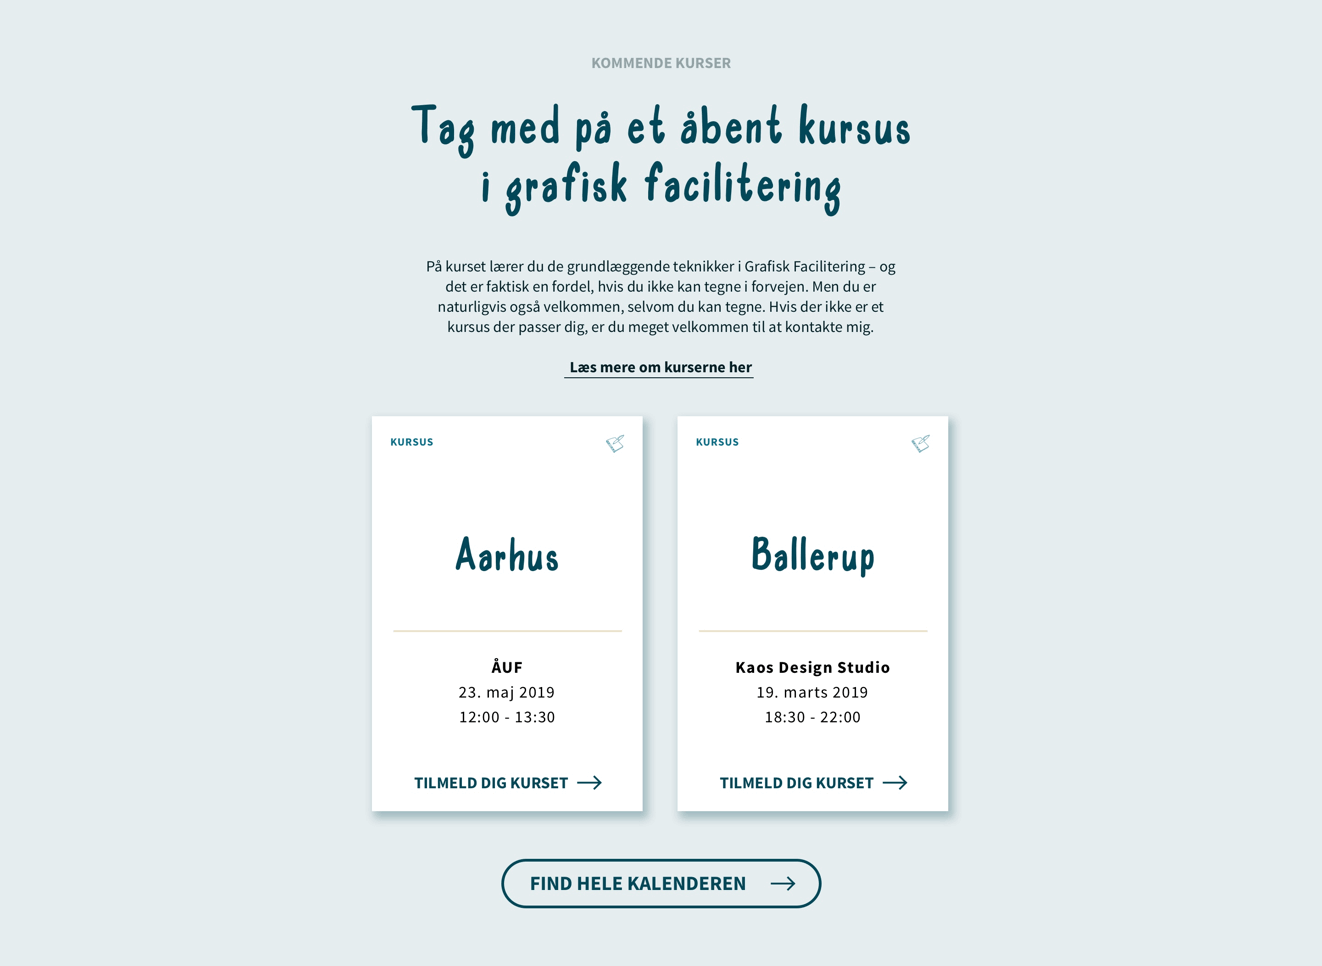 KOMMENDE KURSER
Tag med på et åbent kursus
i grafisk facilitering
På kurset lærer du de grundlæggende teknikker i Grafisk Facilitering – og
det er faktisk en fordel, hvis du ikke kan tegne i forvejen. Men du er
naturligvis også velkommen, selvom du kan tegne. Hvis der ikke er et
kursus der passer dig, er du meget velkommen til at kontakte mig.
Læs mere om kurserne her
KURSUS
Aarhus
ÅUF
23. maj 2019
12:00 - 13:30
TILMELD DIG KURSET
KURSUS
Ballerup
Kaos Design Studio
19. marts 2019
18:30 - 22:00
TILMELD DIG KURSET
FIND HELE KALENDEREN